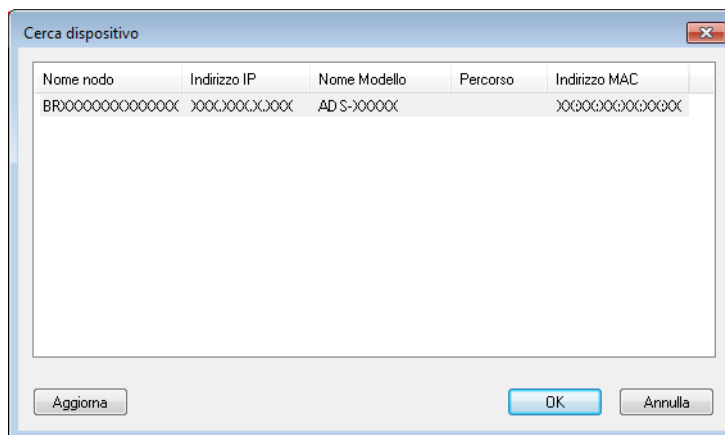 Cerca dispositivo
Nome nodo Indirizzo IP Nome Modello Percorso Indirizzo MAC
BRXXXXXXXXXXXXX XXX.XXX.X.XXX ADS-XXXXX XX:XX:XX:XX:XX:XX
Aggiorna OK Annulla